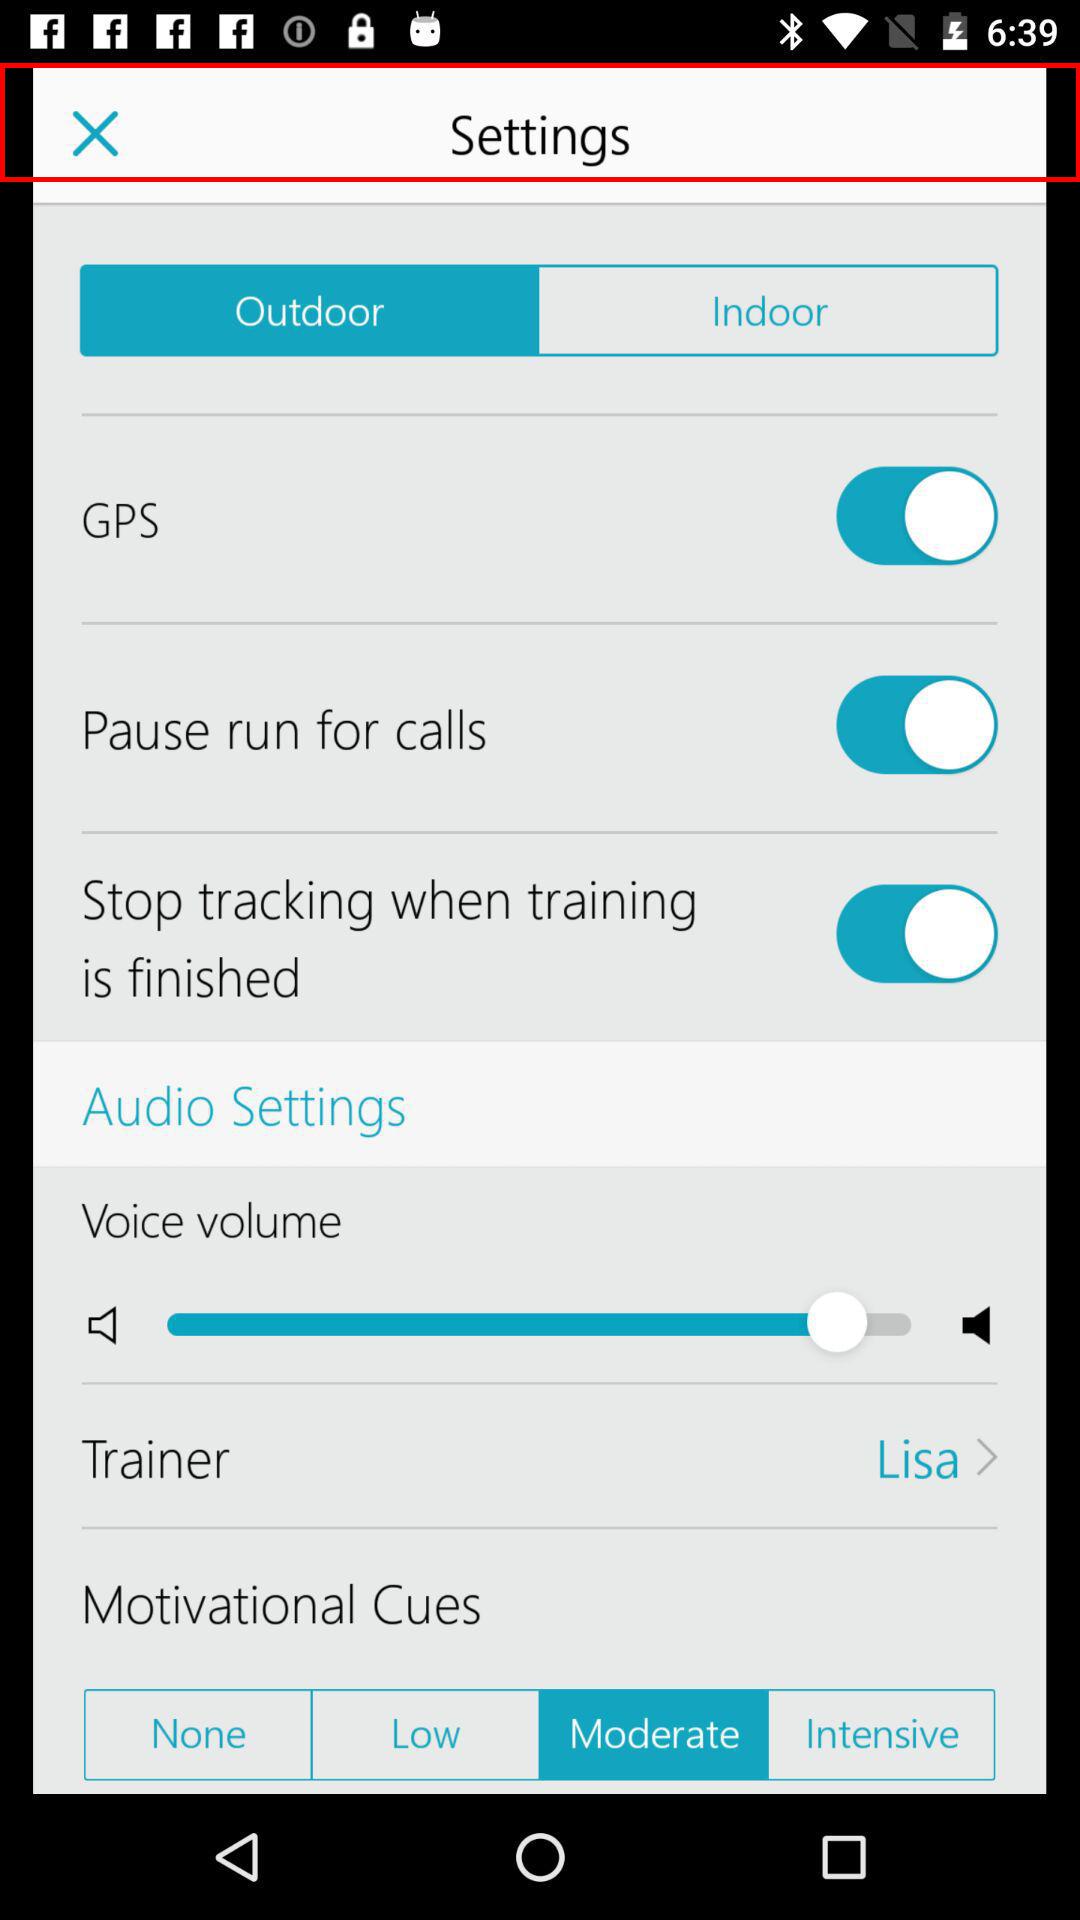 6:39
Settings
Outdoor Indoor
GPS
Pause run for calls
Stop tracking when training
is finished
Audio Settings
Voice volume
Trainer Lisa
Motivational Cues
None Low Moderate Intensive